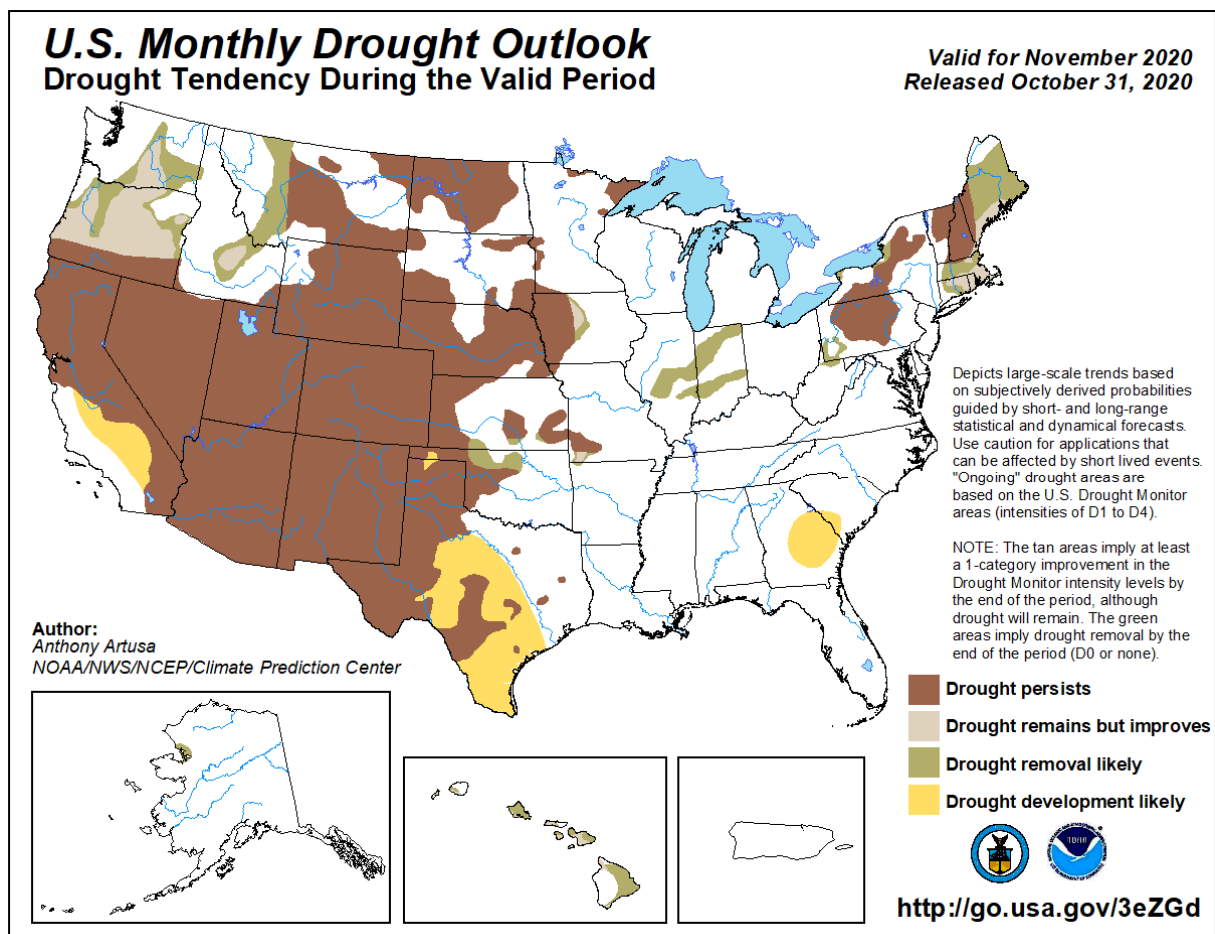 U.S. Monthly Drought Outlook
Drought Tendency During the Valid Period
Valid for November 2020
Released October 31, 2020
Depicts large-scale trends based
on subjectively derived probabilities
guided by short- and long-range
statistical and dynamical forecasts.
Use caution for applications that
can be affected by short lived events.
"Ongoing" drought areas are
based on the U.S. Drought Monitor
areas (intensities of D1 to D4).
NOTE: The tan areas imply at least
a 1-category improvement in the
Drought Monitor intensity levels by
the end of the period, although
drought will remain. The green
areas imply drought removal by the
end of the period (D0 or none).
Author:
Anthony Artusa
NOAA/NWS/NCEP/Climate Prediction Center
Drought persists
Drought remains but improves
Drought removal likely
Drought development likely
noaa
http://go.usa.gov/3eZGd